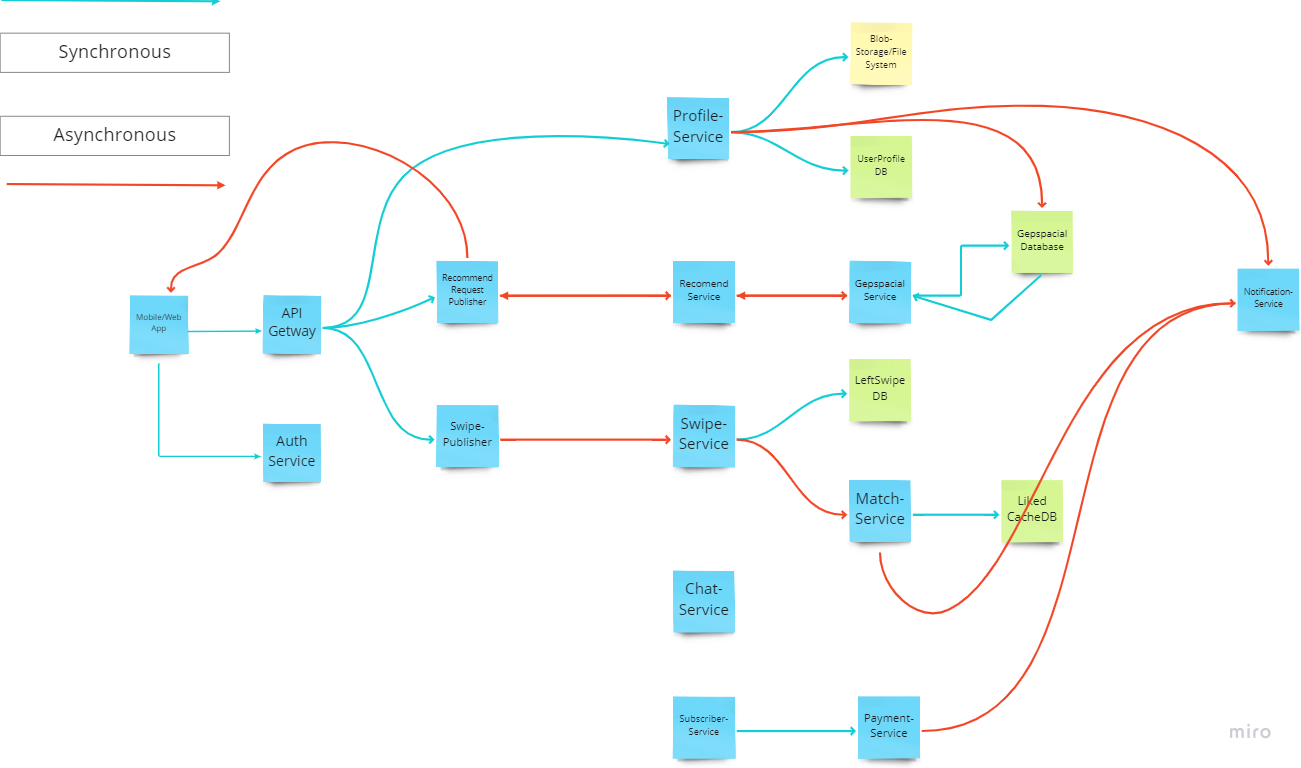 Synchronous
Asynchronous
Blob-
Storage/File
System
Profile-
Service
UserProfile
DB
Gepspacial
Database
Recommend
Request
Publisher
Recomend
Service
Gepspacial
Service
Notification-
Service
Mobile/Web
App
API
Getway
LeftSwipe
DB
Swipe-
Publisher
Swipe-
Service
Auth
Service
Match-
Service
Liked
CacheDB
Chat-
Service
Subscriber-
Service
Payment-
Service
miro